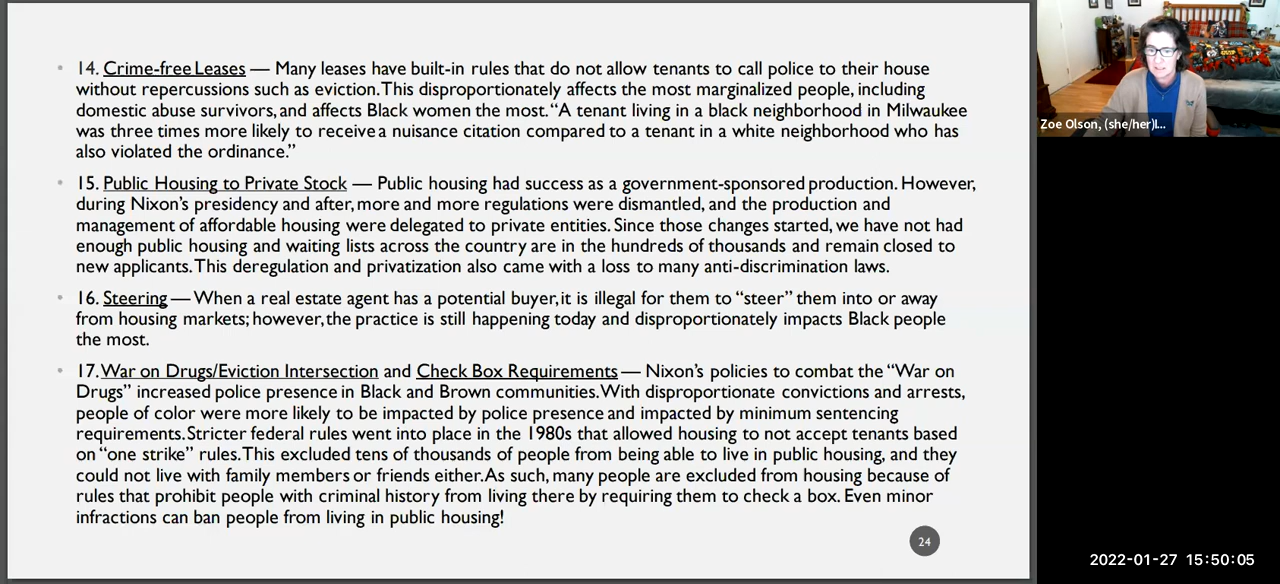 • 14. Crime-free Leases — Many leases have built-in rules that do not allow tenants to call police to their house
without repercussions such as eviction. This disproportionately affects the most marginalized people, including
domestic abuse survivors, and affects Black women the most. “A tenant living in a black neighborhood in Milwaukee
was three times more likely to receive a nuisance citation compared to a tenant in a white neighborhood who has
also violated the ordinance.”
• 15. Public Housing to Private Stock — Public housing had success as a government-sponsored production. However,
during Nixon’s presidency and after, more and more regulations were dismantled, and the production and
management of affordable housing were delegated to private entities. Since those changes started, we have not had
enough public housing and waiting lists across the country are in the hundreds of thousands and remain closed to
new applicants. This deregulation and privatization also came with a loss to many anti-discrimination laws.
• 16. Steering — When a real estate agent has a potential buyer, it is illegal for them to “steer” them into or away
from housing markets; however, the practice is still happening today and disproportionately impacts Black people
the most.
• 17. War on Drugs/Eviction Intersection and Check Box Requirements — Nixon’s policies to combat the “War on
Drugs” increased police presence in Black and Brown communities. With disproportionate convictions and arrests,
people of color were more likely to be impacted by police presence and impacted by minimum sentencing
requirements. Stricter federal rules went into place in the 1980s that allowed housing to not accept tenants based
on “one strike” rules. This excluded tens of thousands of people from being able to live in public housing, and they
could not live with family members or friends either. As such, many people are excluded from housing because of
rules that prohibit people with criminal history from living there by requiring them to check a box. Even minor
infractions can ban people from living in public housing!
24
Zoe Olson, (she/her)I...
2022-01-27 15:50:05